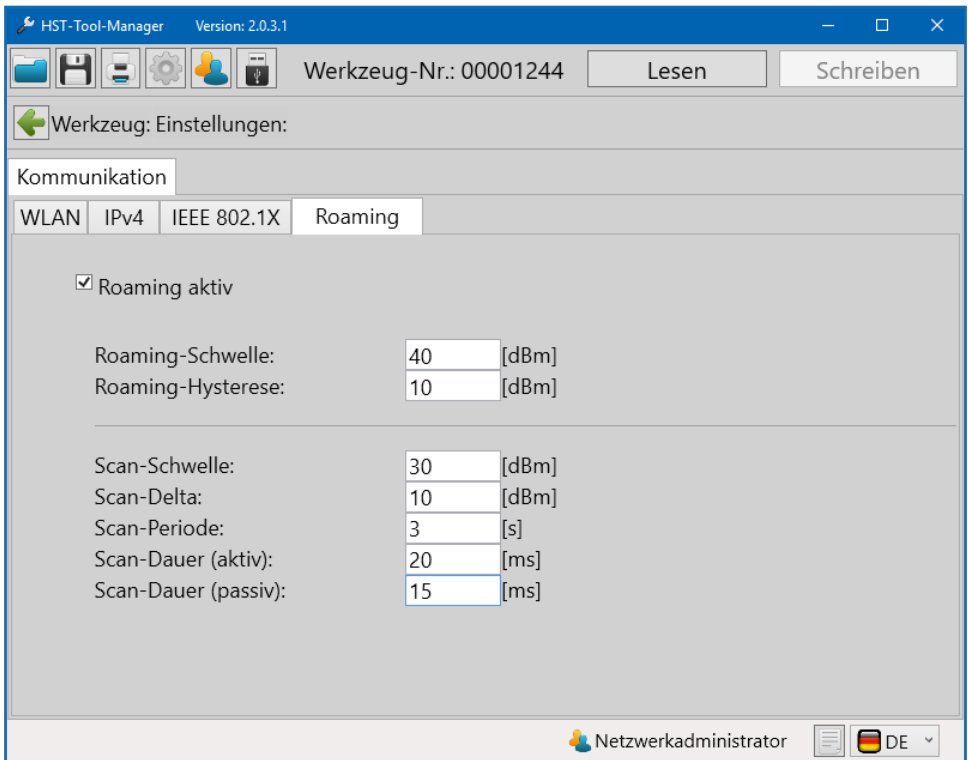 HST-Tool-Manager Version: 2.0.3.1
Werkzeug-Nr.: 00001244 Lesen Schreiben
Werkzeug: Einstellungen:
Kommunikation
WLAN IPv4 IEEE 802.1X Roaming
Roaming aktiv
Roaming-Schwelle: 40 [dBm]
Roaming-Hysterese: 10 [dBm]
Scan-Schwelle: 30 [dBm]
Scan-Delta: 10 [dBm]
Scan-Periode: 3 [s]
Scan-Dauer (aktiv): 20 [ms]
Scan-Dauer (passiv): 15 [ms]
Netzwerkadministrator DE